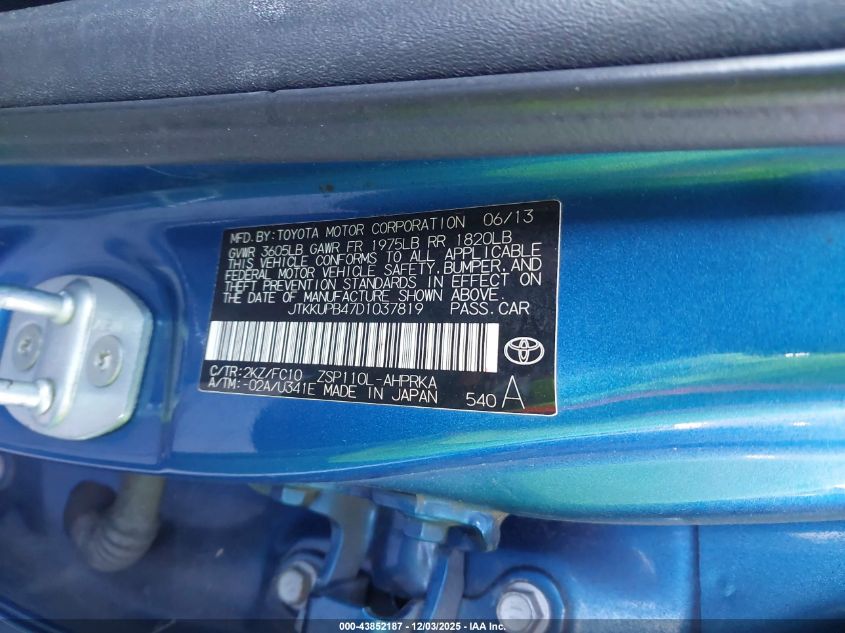 MFD.BY:TOYOTA MOTOR CORPORATION 06/13
GVWR 3605LB GAWR FR 1975LB RR 1820LB
THIS VEHICLE CONFORMS TO ALL APPLICABLE
FEDERAL MOTOR VEHICLE SAFETY,BUMPER,AND
THEFT PREVENTION STANDARDS IN EFFECT ON
THE DATE OF MANUFACTURE SHOWN ABOVE.
JTKKUPB47D1037819 PASS.CAR
C/TR:2KZ/FC10 ZSP110L-AHPRKA
A/TM:-02A/U341E MADE IN JAPAN 540 A
000-43852187 - 12/03/2025 - IAA Inc.